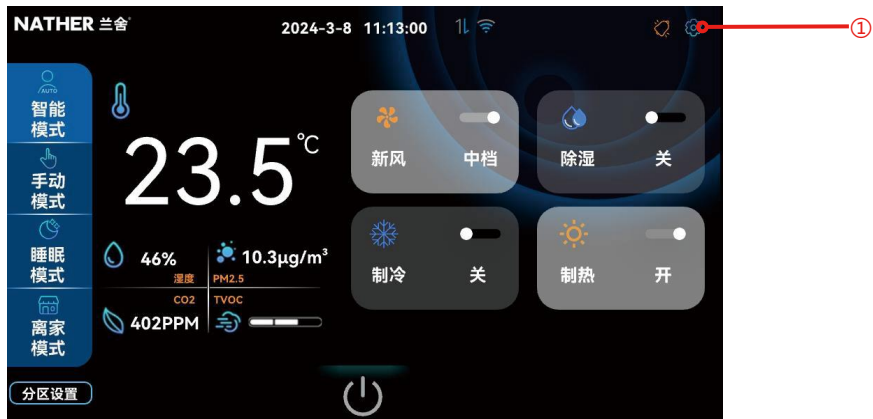 NATHER 兰舍
2024-3-8 11:13:00
①
AUTO
智能
模式
手动
模式
睡眠
模式
离家
模式
分区设置
23.5℃
46%
湿度
10.3μg/m³
PM2.5
CO2
402PPM
TVOC
新风 中档
除湿 关
制冷 关
制热 开